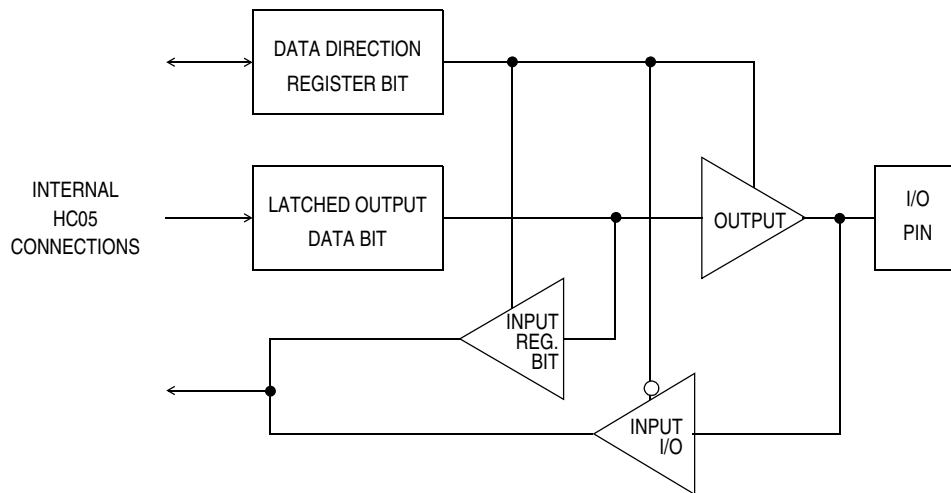 DATA DIRECTION
REGISTER BIT
INTERNAL
HC05
CONNECTIONS
LATCHED OUTPUT
DATA BIT
OUTPUT
I/O
PIN
INPUT
REG.
BIT
INPUT
I/O